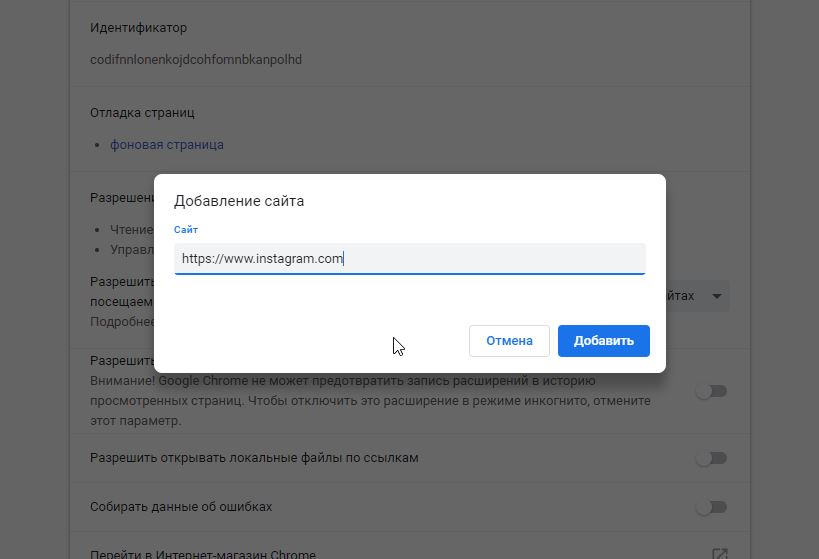 Идентификатор
codifnnlonenkojdcohfomnbkanpolhd
Отладка страниц
фоновая страница
Добавление сайта
Сайт
https://www.instagram.com
Отмена
Добавить
Чтение
Разрешить
посещаем
йтах
Подробнее
Разрешить
Внимание! Google Chrome не может предотвратить запись расширений в историю
просмотренных страниц. Чтобы отключить это расширение в режиме инкогнито, отмените
этот параметр.
Разрешить открывать локальные файлы по ссылкам
Собирать данные об ошибках
Перейти в Интернет-магазин Chrome